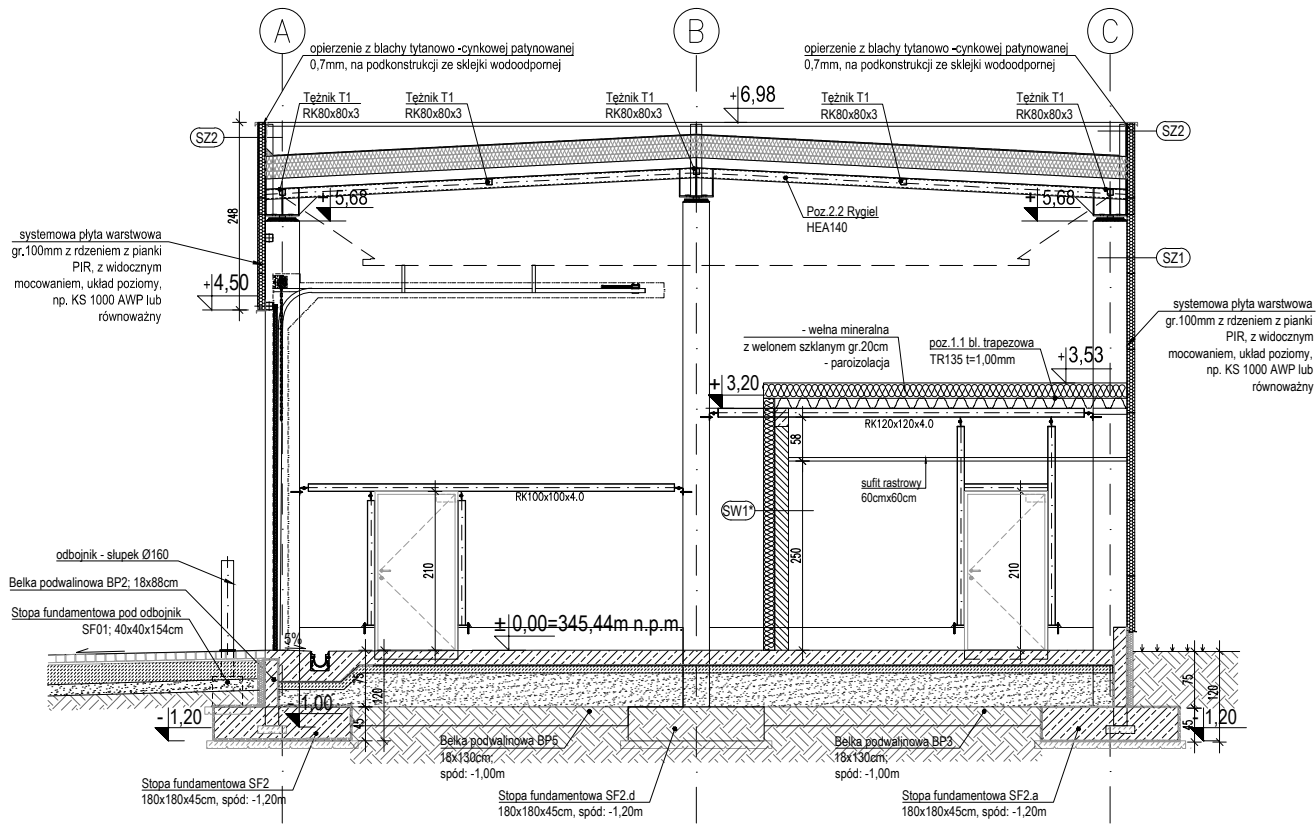 A
B
C
opierzenie z blachy tytanowo -cynkowej patynowanej
0,7mm, na podkonstrukcji ze sklejki wodoodpornej
opierzenie z blachy tytanowo -cynkowej patynowanej
0,7mm, na podkonstrukcji ze sklejki wodoodpornej
Tężnik T1
RK80x80x3
Tężnik T1
RK80x80x3
Tężnik T1
RK80x80x3
+6,98
Tężnik T1
RK80x80x3
Tężnik T1
RK80x80x3
SZ2
SZ2
248
+ 5,68
Poz.2.2 Rygiel
HEA140
+ 5,68
systemowa płyta warstwowa
gr.100mm z rdzeniem z pianki
PIR, z widocznym
mocowaniem, układ poziomy,
np. KS 1000 AWP lub
równoważny
+4,50
SZ1
systemowa płyta warstwowa
gr.100mm z rdzeniem z pianki
PIR, z widocznym
mocowaniem, układ poziomy,
np. KS 1000 AWP lub
równoważny
- wełna mineralna
z welonem szklanym gr.20cm
- paroizolacja
poz.1.1 bl. trapezowa
TR135 t=1,00mm
+3,53
+ 3,20
RK120x120x4.0
58
sufit rastrowy
60cmx60cm
RK100x100x4.0
SW1*
250
210
210
odbojnik - słupek Ø160
Belka podwalinowa BP2; 18x88cm
Stopa fundamentowa pod odbojnik
SF01; 40x40x154cm
± 0,00=345,44m n.p.m.
5%
75
120
45
- 1,00
- 1,20
75
120
45
- 1,20
Belka podwalinowa BP5
18x130cm;
spód: -1,00m
Belka podwalinowa BP3
18x130cm;
spód: -1,00m
Stopa fundamentowa SF2
180x180x45cm, spód: -1,20m
Stopa fundamentowa SF2.d
180x180x45cm, spód: -1,20m
Stopa fundamentowa SF2.a
180x180x45cm, spód: -1,20m